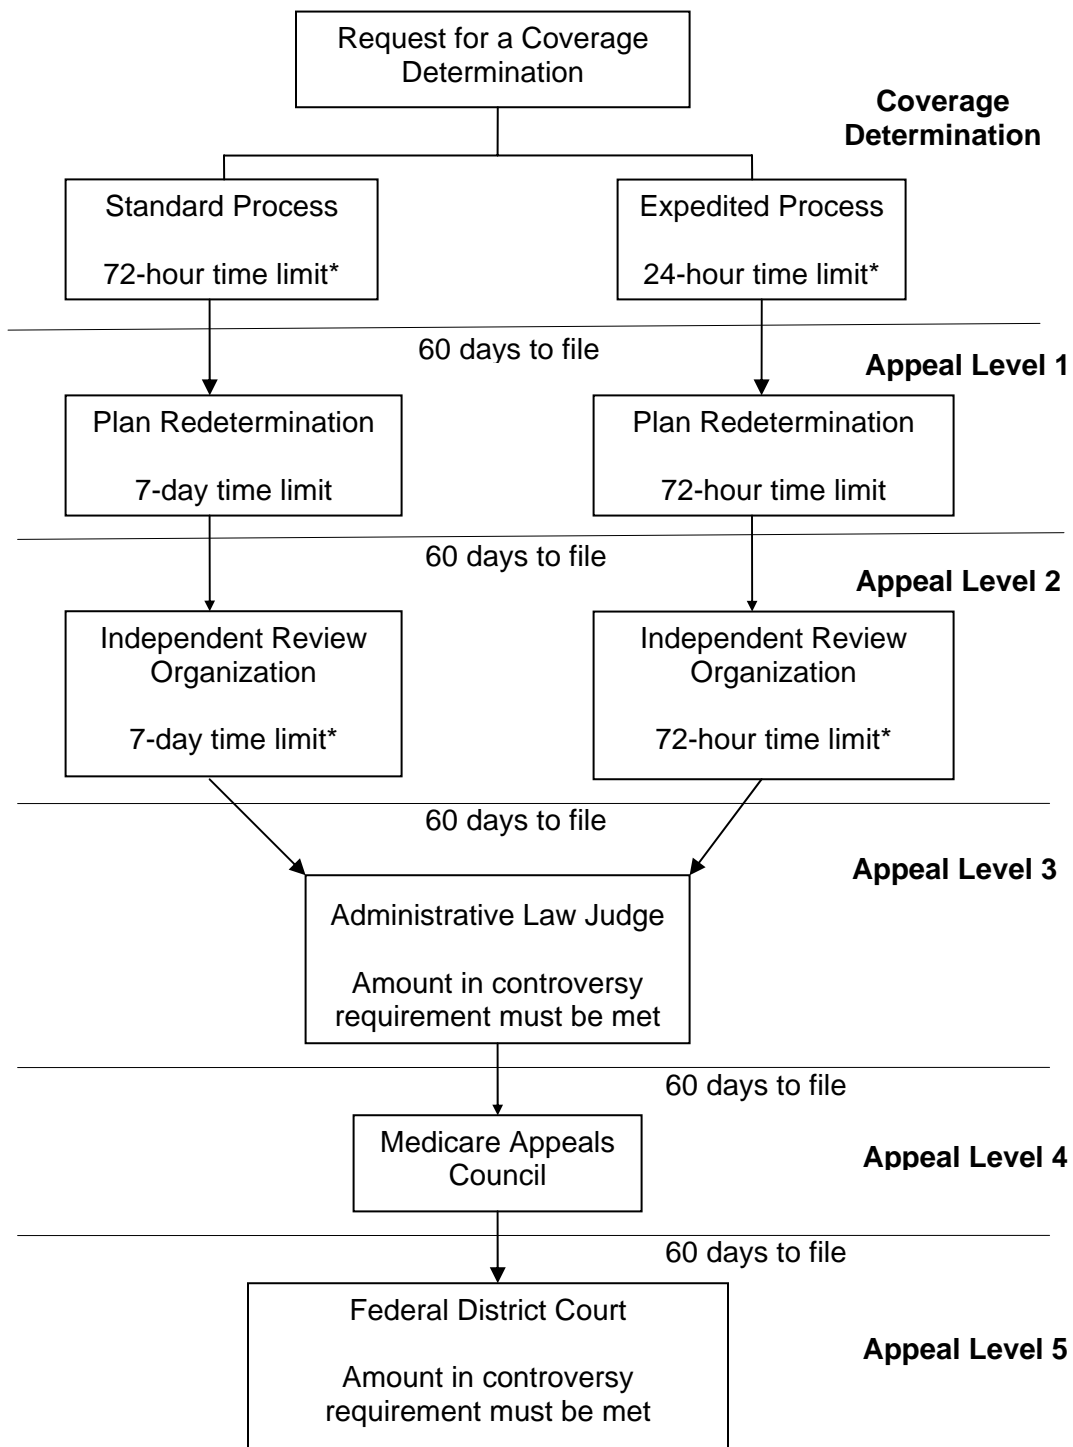 Request for a Coverage
Determination
Coverage
Determination
Standard Process
72-hour time limit*
Expedited Process
24-hour time limit*
60 days to file
Appeal Level 1
Plan Redetermination
7-day time limit
Plan Redetermination
72-hour time limit
60 days to file
Appeal Level 2
Independent Review
Organization
7-day time limit*
Independent Review
Organization
72-hour time limit*
60 days to file
Appeal Level 3
Administrative Law Judge
Amount in controversy
requirement must be met
60 days to file
Medicare Appeals
Council
Appeal Level 4
60 days to file
Federal District Court
Amount in controversy
requirement must be met
Appeal Level 5